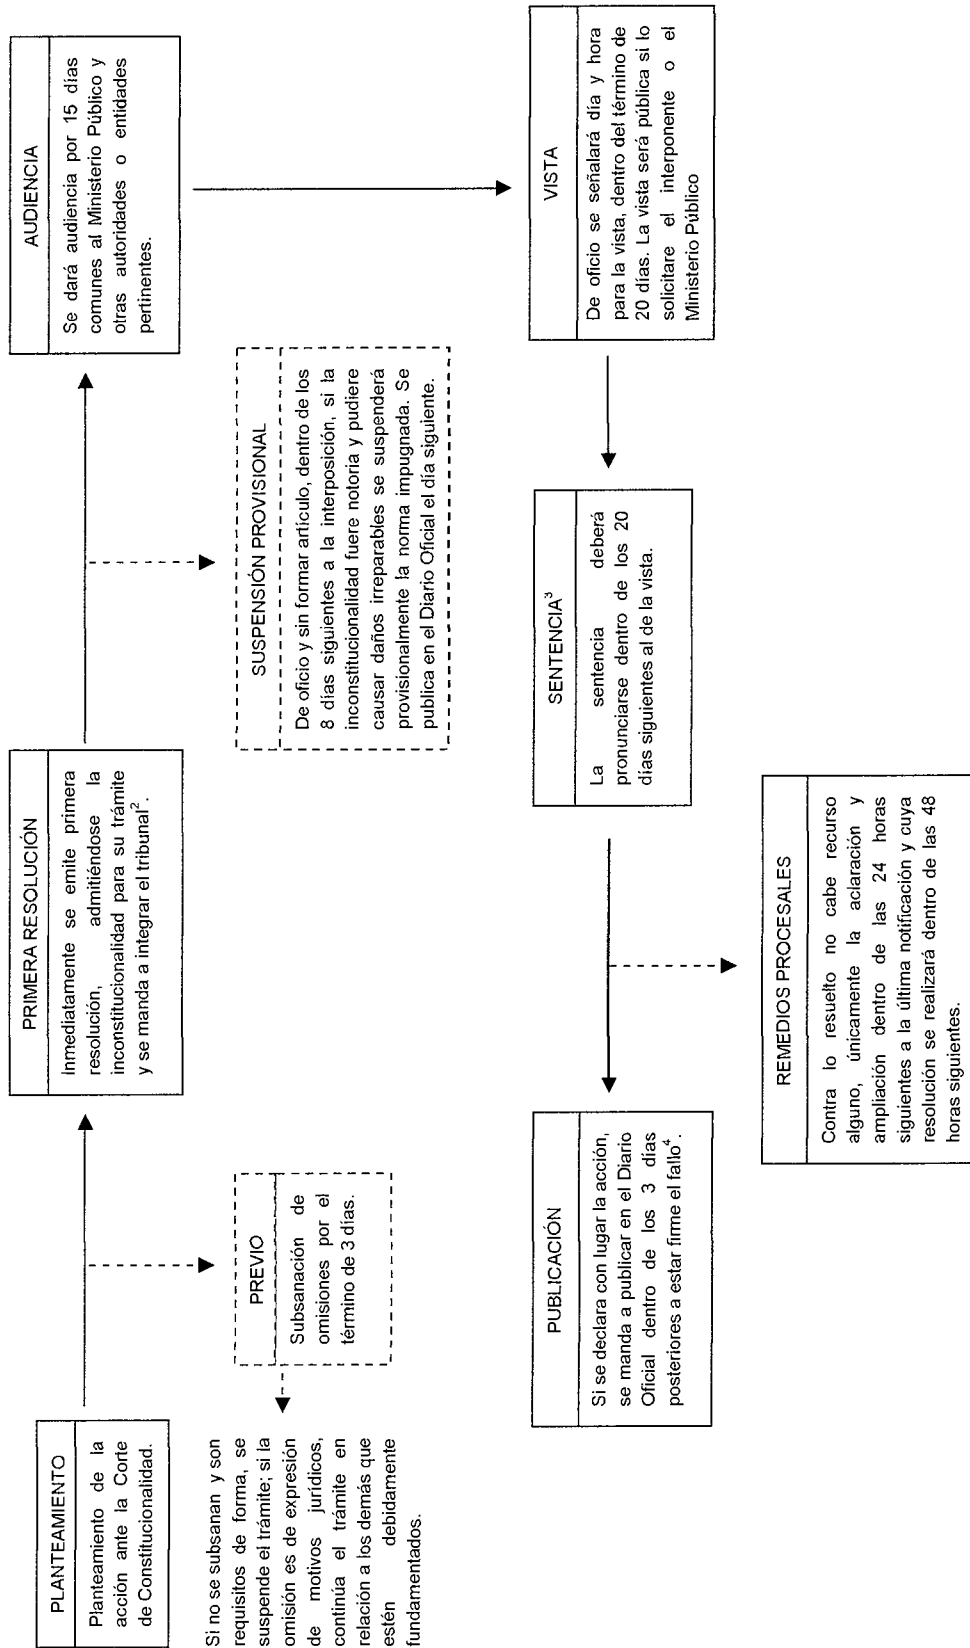 PLANTEAMIENTO
Planteamiento de la
acción ante la Corte
de Constitucionalidad.
PREVIO
Subsanación de
omisiones por el
término de 3 días.
Si no se subsanan y son
requisitos de forma, se
suspende el trámite; si la
omisión es de expresión
de motivos jurídicos,
continúa el trámite en
relación a los demás que
estén debidamente
fundamentados.
PRIMERA RESOLUCIÓN
Inmediatamente se emite primera
resolución, admitiéndose la
inconstitucionalidad para su trámite
y se manda a integrar el tribunal².
SUSPENSIÓN PROVISIONAL
De oficio y sin formar artículo, dentro de los
8 días siguientes a la interposición, si la
inconstitucionalidad fuere notoria y pudiere
causar daños irreparables se suspenderá
provisionalmente la norma impugnada. Se
publica en el Diario Oficial el día siguiente.
AUDIENCIA
Se dará audiencia por 15 días
comunes al Ministerio Público y
otras autoridades o entidades
pertinentes.
VISTA
De oficio se señalará día y hora
para la vista, dentro del término de
20 días. La vista será pública si lo
solicitare el interponente o el
Ministerio Público
SENTENCIA³
La sentencia deberá
pronunciarse dentro de los 20
días siguientes al de la vista.
REMEDIOS PROCESALES
Contra lo resuelto no cabe recurso
alguno, únicamente la aclaración y
ampliación dentro de las 24 horas
siguientes a la última notificación y cuya
resolución se realizará dentro de las 48
horas siguientes.
PUBLICACIÓN
Si se declara con lugar la acción,
se manda a publicar en el Diario
Oficial dentro de los 3 días
posteriores a estar firme el fallo⁴.